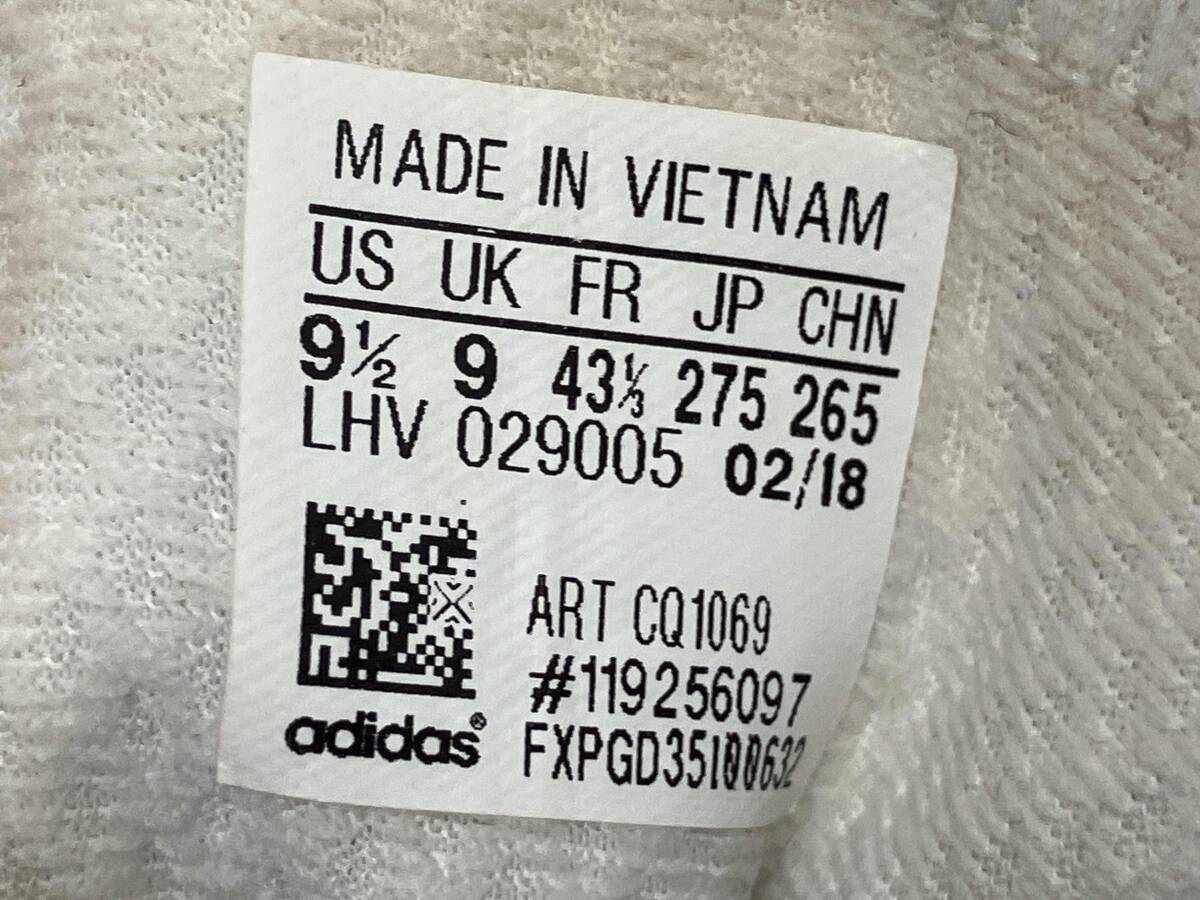 MADE IN VIETNAM
US UK FR JP CHN
9½ 9 43⅓ 275 265
LHV 029005 02/18
ART CQ1069
#119256097
FXPGD35100632
adidas®